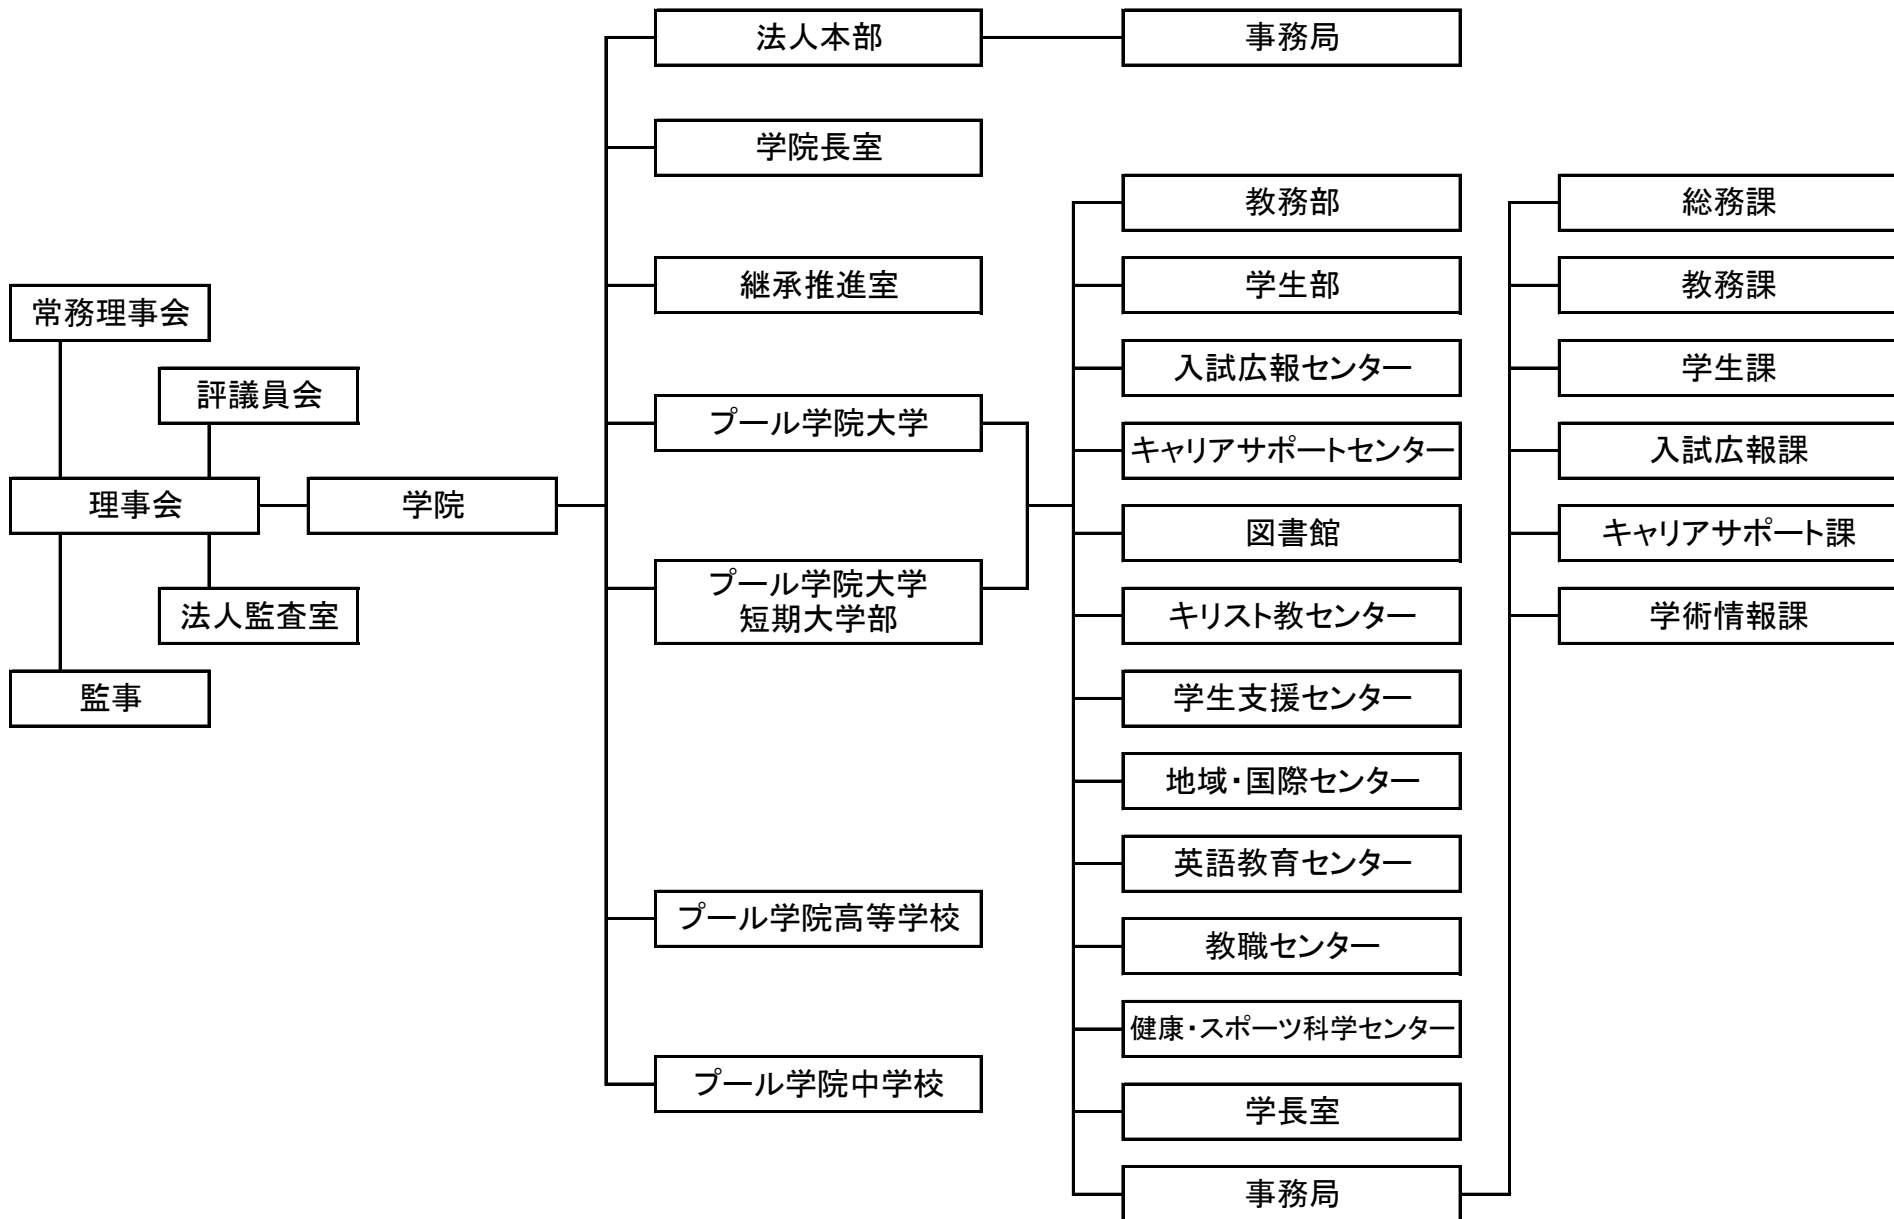 常務理事会
評議員会
理事会
法人監査室
監事
学院
法人本部
学院長室
継承推進室
プール学院大学
プール学院大学
短期大学部
プール学院高等学校
プール学院中学校
事務局
教務部
学生部
入試広報センター
キャリアサポートセンター
図書館
キリスト教センター
学生支援センター
地域・国際センター
英語教育センター
教職センター
健康・スポーツ科学センター
学長室
事務局
総務課
教務課
学生課
入試広報課
キャリアサポート課
学術情報課